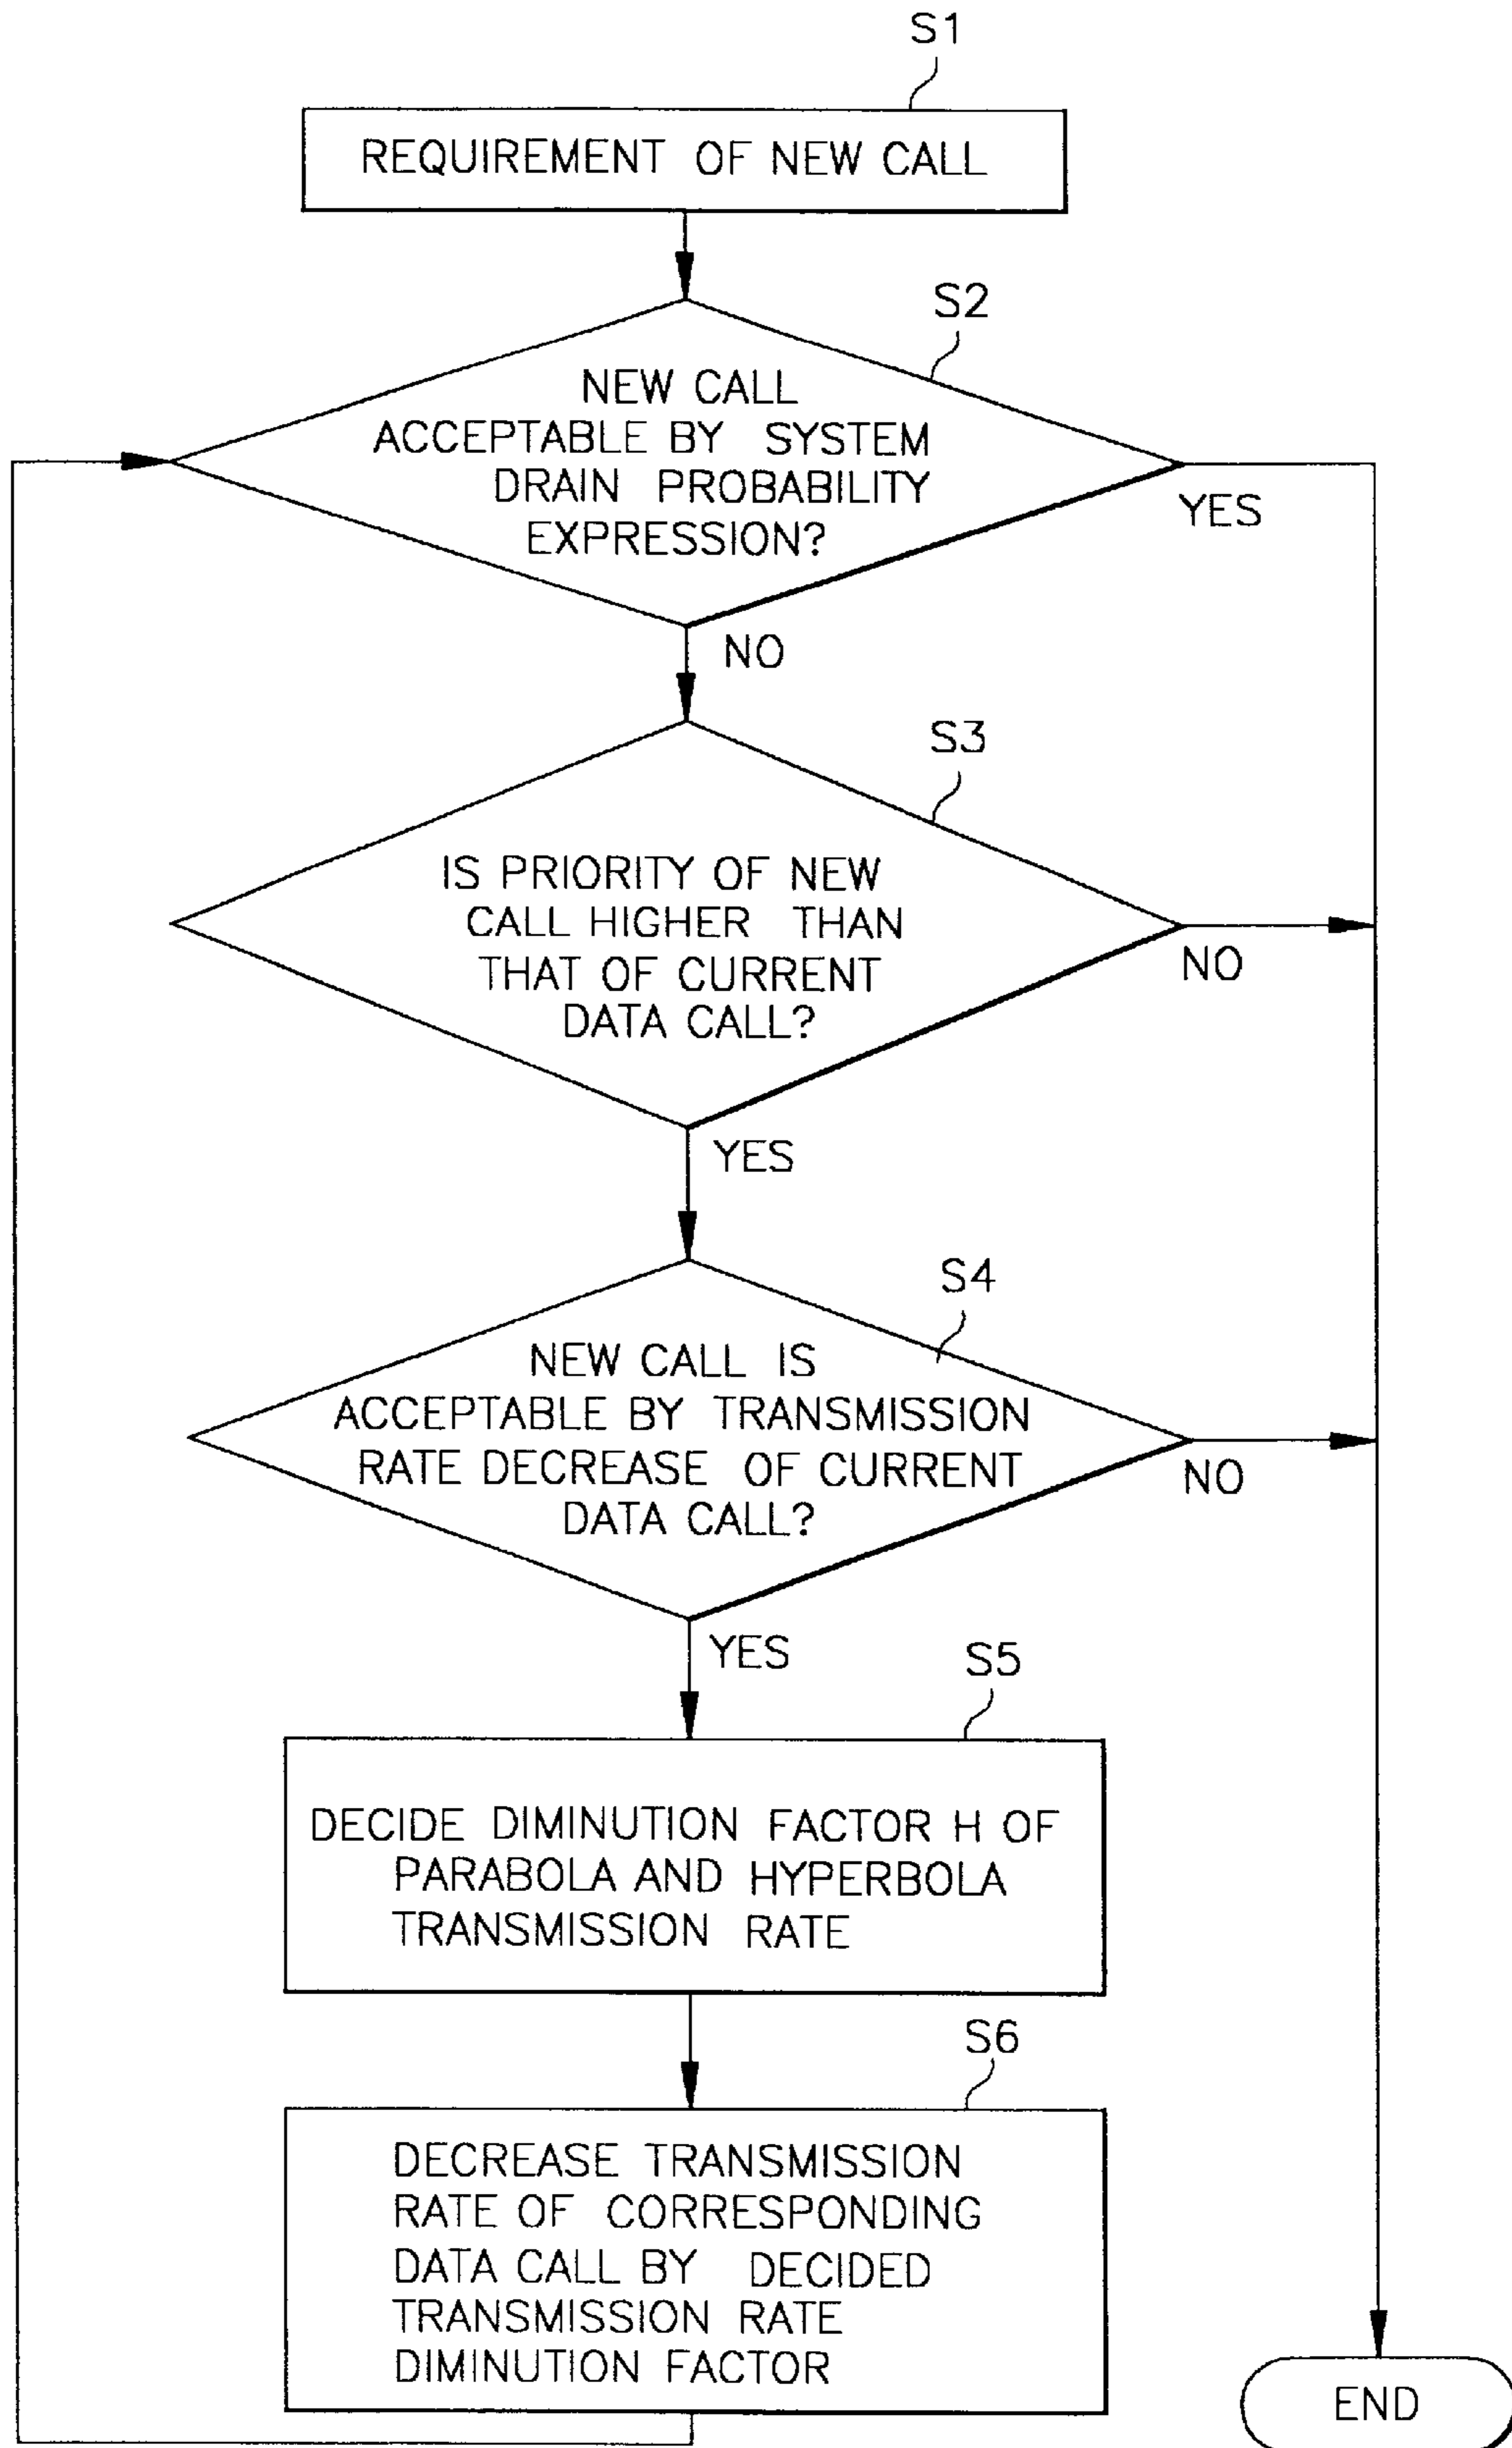 S1
REQUIREMENT OF NEW CALL
S2
NEW CALL
ACCEPTABLE BY SYSTEM
DRAIN PROBABILITY
EXPRESSION?
YES
NO
S3
IS PRIORITY OF NEW
CALL HIGHER THAN
THAT OF CURRENT
DATA CALL?
NO
YES
S4
NEW CALL IS
ACCEPTABLE BY TRANSMISSION
RATE DECREASE OF CURRENT
DATA CALL?
NO
YES
S5
DECIDE DIMINUTION FACTOR H OF
PARABOLA AND HYPERBOLA
TRANSMISSION RATE
S6
DECREASE TRANSMISSION
RATE OF CORRESPONDING
DATA CALL BY DECIDED
TRANSMISSION RATE
DIMINUTION FACTOR
END